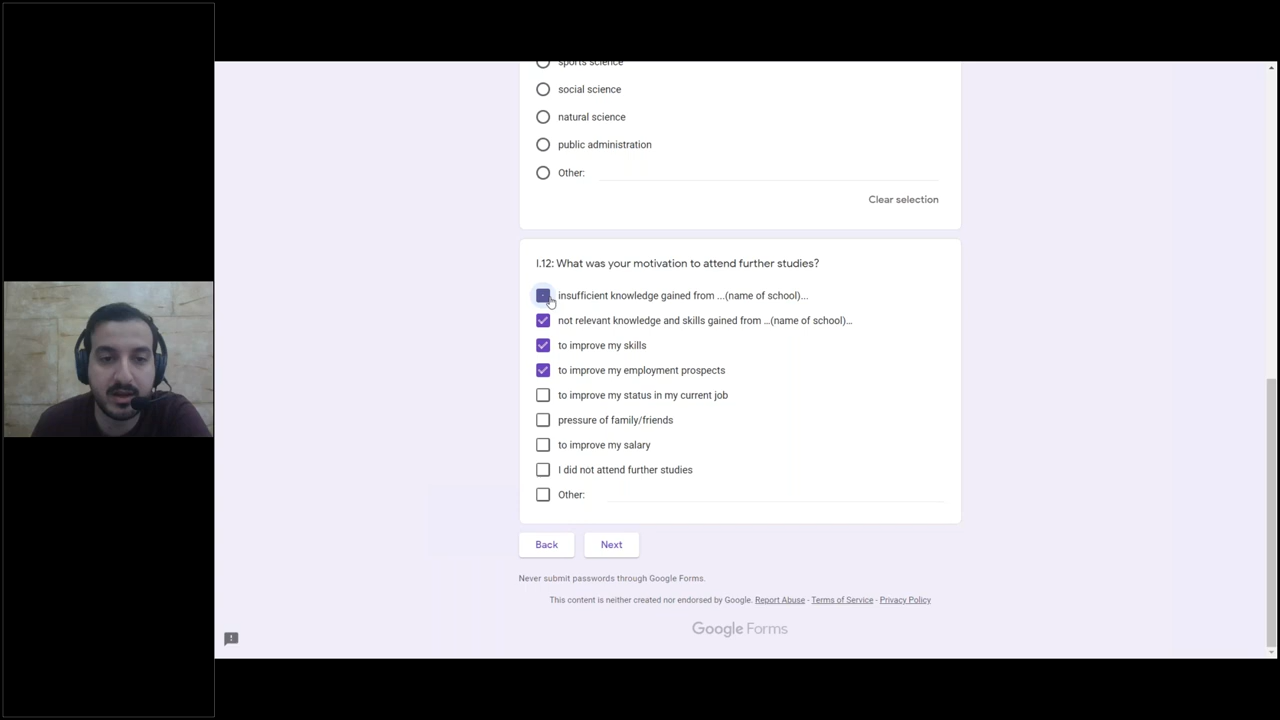 sports science
social science
natural science
public administration
Other:
Clear selection
I.12: What was your motivation to attend further studies?
insufficient knowledge gained from ...(name of school)...
not relevant knowledge and skills gained from ...(name of school)...
to improve my skills
to improve my employment prospects
to improve my status in my current job
pressure of family/friends
to improve my salary
I did not attend further studies
Other:
Back Next
Never submit passwords through Google Forms.
This content is neither created nor endorsed by Google. Report Abuse - Terms of Service - Privacy Policy
Google Forms